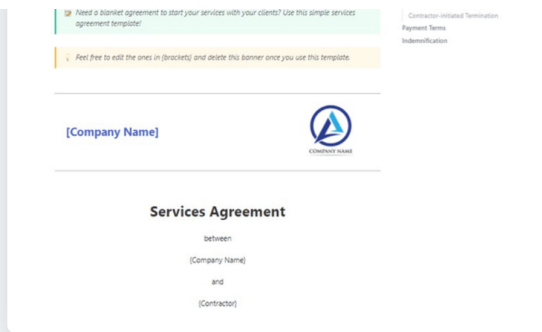 Need a blanket agreement to start your services with your clients? Use this simple services
agreement template!
Feel free to edit the ones in [brackets] and delete this banner once you use this template.
[Company Name]
COMPANY NAME
Services Agreement
between
[Company Name]
and
[Contractor]
Contractor-Initiated Termination
Payment Terms
Indemnification